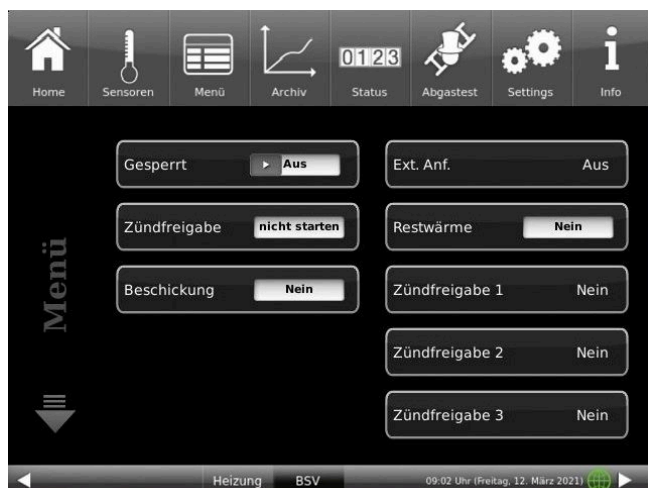 0123
Home Sensoren Menü Archiv Status Abgastest Settings Info
Gesperrt Aus Ext. Anf. Aus
Zündfreigabe nicht starten Restwärme Nein
Beschickung Nein Zündfreigabe 1 Nein
Menü
Zündfreigabe 2 Nein
Zündfreigabe 3 Nein
Heizung BSV 09:02 Uhr (Freitag, 12. März 2021)